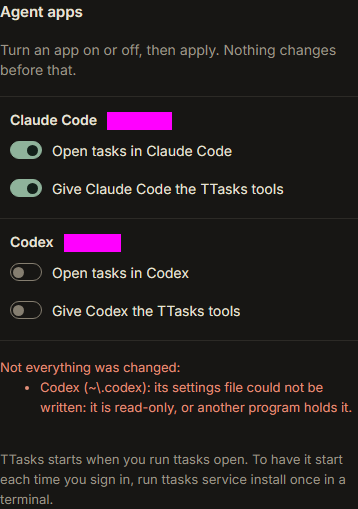 Agent apps
Turn an app on or off, then apply. Nothing changes
before that.
Claude Code
Open tasks in Claude Code
Give Claude Code the TTasks tools
Codex
Open tasks in Codex
Give Codex the TTasks tools
Not everything was changed:
• Codex (~\.codex): its settings file could not be
written: it is read-only, or another program holds it.
TTasks starts when you run ttasks open. To have it start
each time you sign in, run ttasks service install once in a
terminal.